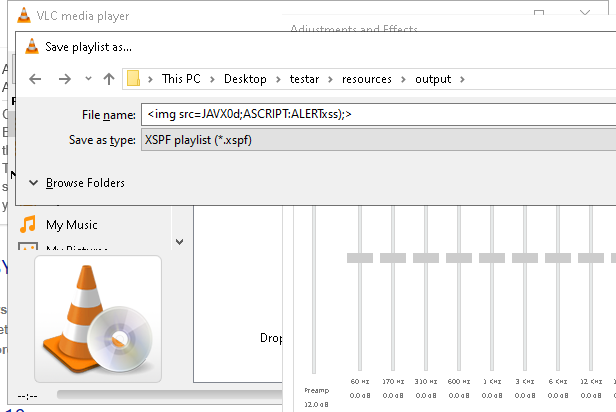 VLC media player
Adjustments and Effects
Save playlist as...
This PC > Desktop > testar > resources > output >
File name: <img src=JAVX0d;ASCRIPT:ALERTxss);>
Save as type: XSPF playlist (*.xspf)
Browse Folders
My Music
My Pictures
Drop
60 Hz 170 Hz 310 Hz 600 Hz 1 KHz 3 KHz 6 KHz 12 KHz
Preamp 0.0 dB 0.0 dB 0.0 dB 0.0 dB 0.0 dB 0.0 dB 0.0 dB 0.0 dB
12.0 dB
--:--